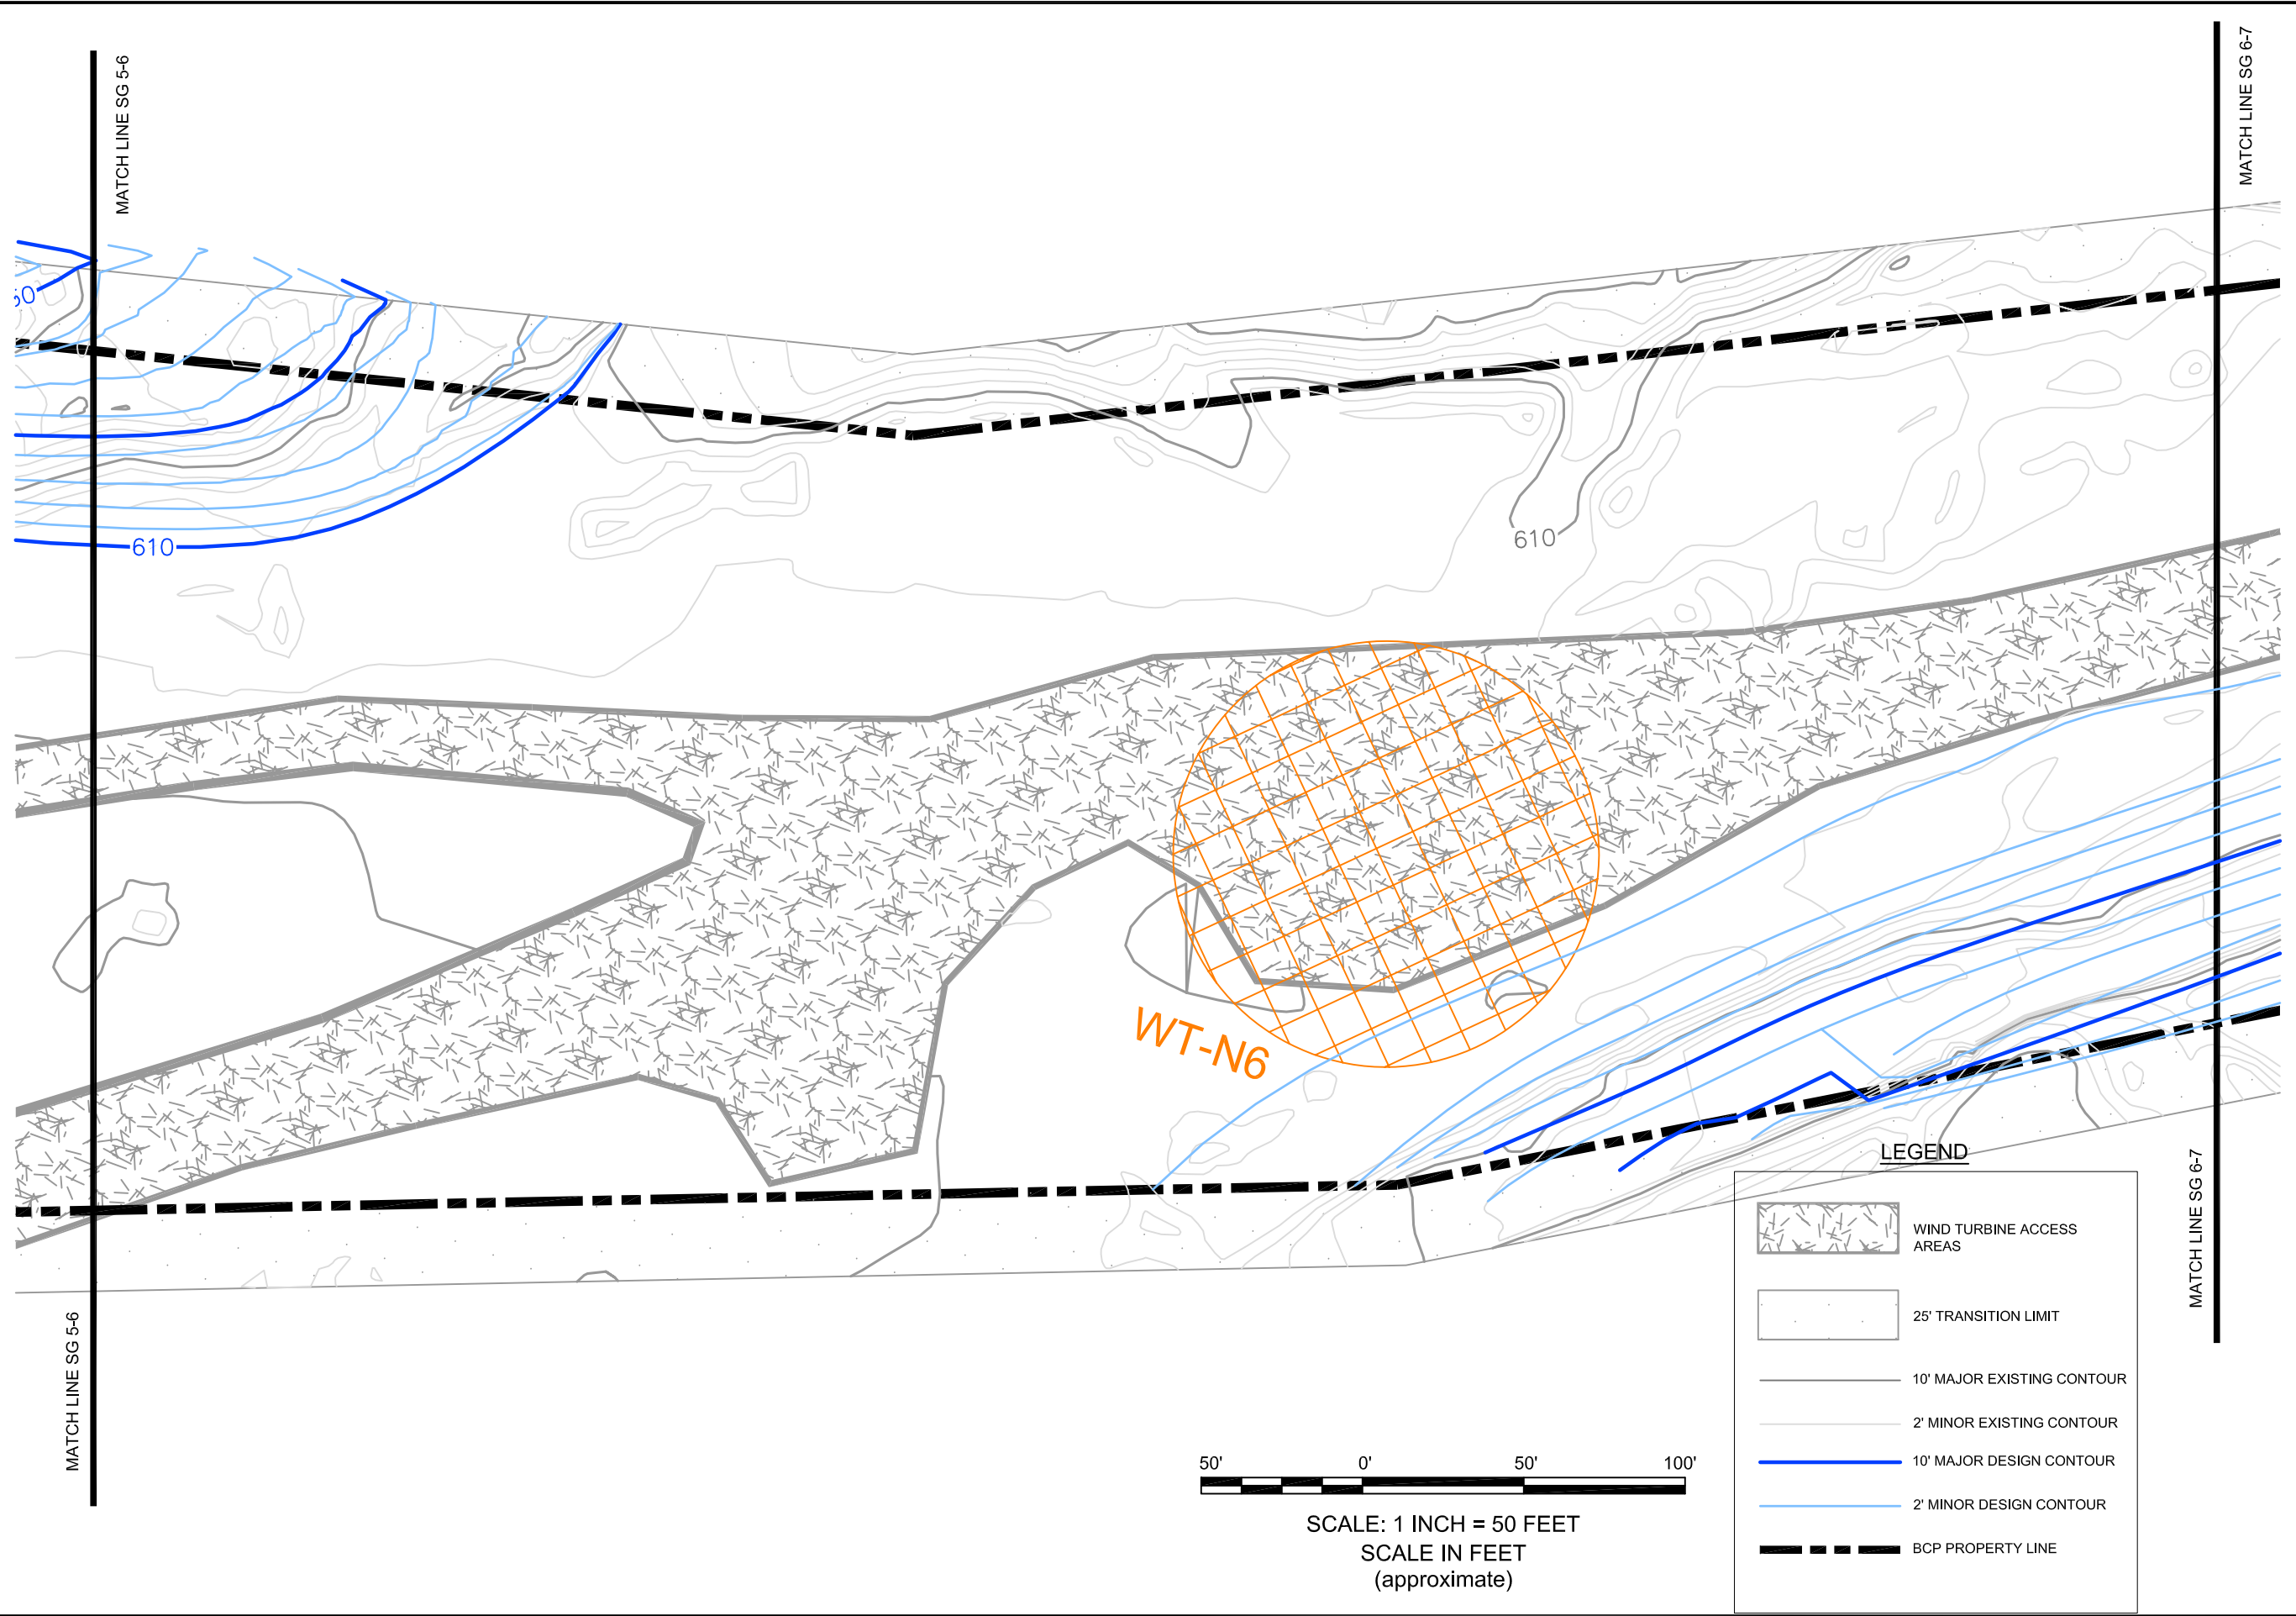 MATCH LINE SG 5-6
MATCH LINE SG 6-7
610
610
WT-N6
MATCH LINE SG 5-6
MATCH LINE SG 6-7
LEGEND
WIND TURBINE ACCESS
AREAS
25' TRANSITION LIMIT
10' MAJOR EXISTING CONTOUR
2' MINOR EXISTING CONTOUR
10' MAJOR DESIGN CONTOUR
2' MINOR DESIGN CONTOUR
BCP PROPERTY LINE
50' 0' 50' 100'
SCALE: 1 INCH = 50 FEET
SCALE IN FEET
(approximate)